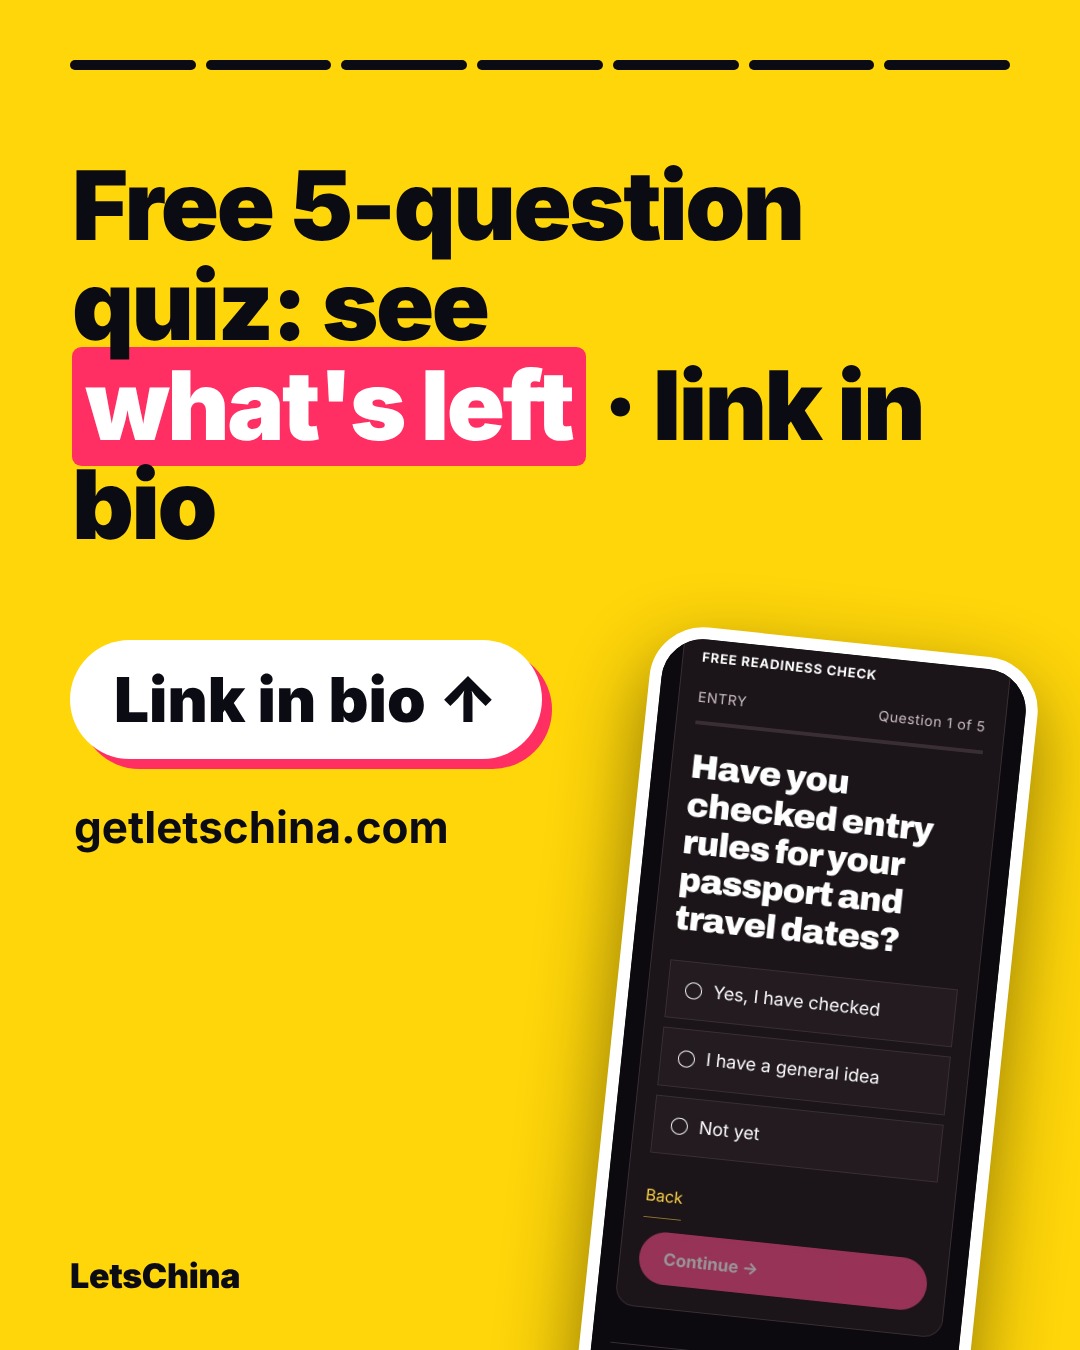 Free 5-question
quiz: see
what's left · link in
bio
Link in bio ↑
getletschina.com
FREE READINESS CHECK
ENTRY
Question 1 of 5
Have you
checked entry
rules for your
passport and
travel dates?
Yes, I have checked
I have a general idea
Not yet
Back
Continue →
LetsChina